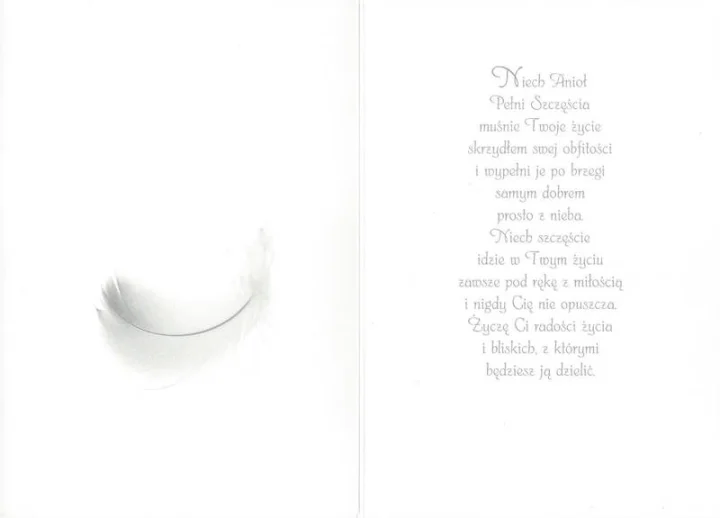 Niech Anioł
Pełni Szczęścia
muśnie Twoje życie
skrzydłem swej obfitości
i wypełni je po brzegi
samym dobrem
prosto z nieba.
Niech szczęście
idzie w Twym życiu
zawsze pod rękę z miłością
i nigdy Cię nie opuszcza.
Życzę Ci radości życia
i bliskich, z którymi
będziesz ją dzielić.